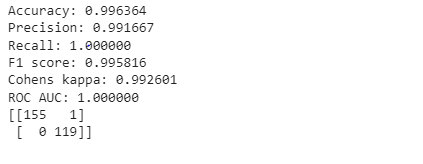 Accuracy: 0.996364
Precision: 0.991667
Recall: 1.000000
F1 score: 0.995816
Cohens kappa: 0.992601
ROC AUC: 1.000000
[[155   1]
 [  0 119]]